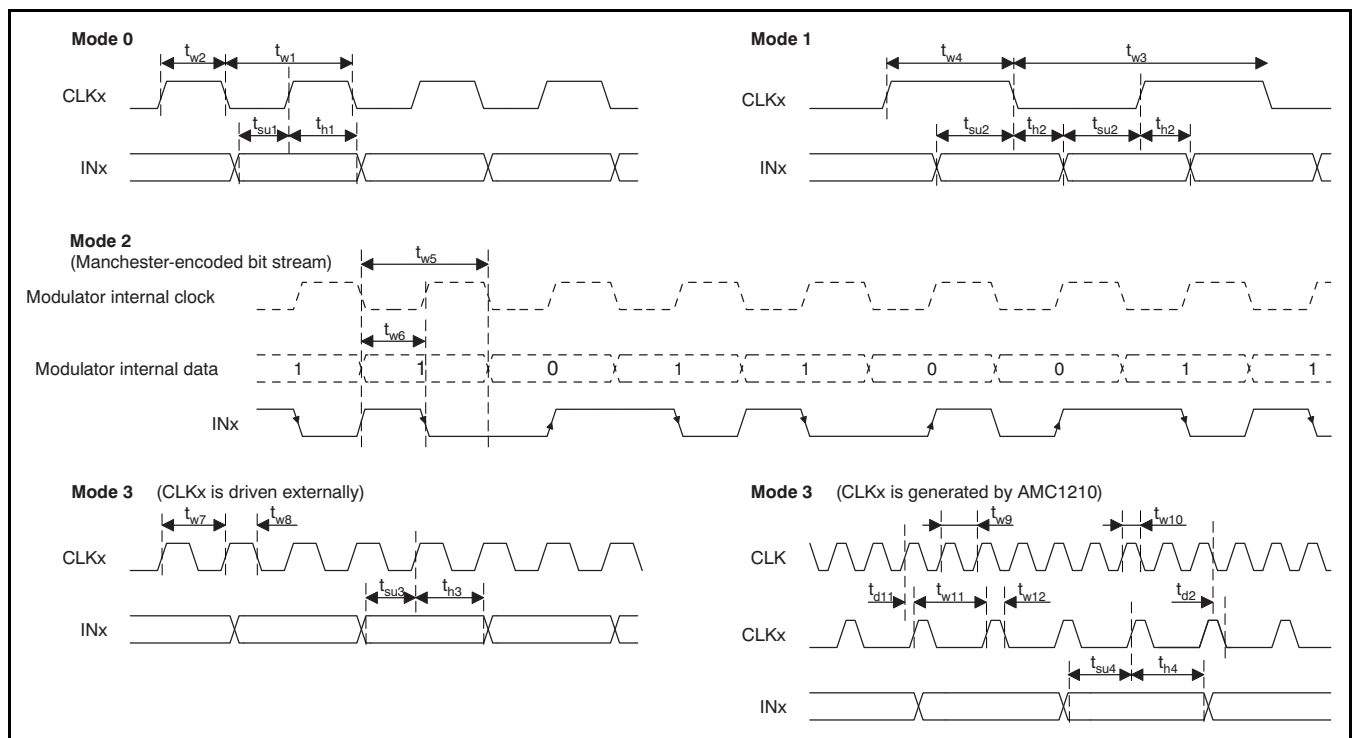 Mode 0
tw2
tw1
CLKx
tsu1
th1
INx
Mode 1
tw4
tw3
CLKx
tsu2
th2
tsu2
th2
INx
Mode 2
(Manchester-encoded bit stream)
tw5
Modulator internal clock
tw6
Modulator internal data
1 1 0 1 1 0 0 1 1
INx
Mode 3 (CLKx is driven externally)
tw7
tw8
CLKx
tsu3
th3
INx
Mode 3 (CLKx is generated by AMC1210)
tw9
tw10
CLK
td11
tw11
tw12
td2
CLKx
tsu4
th4
INx